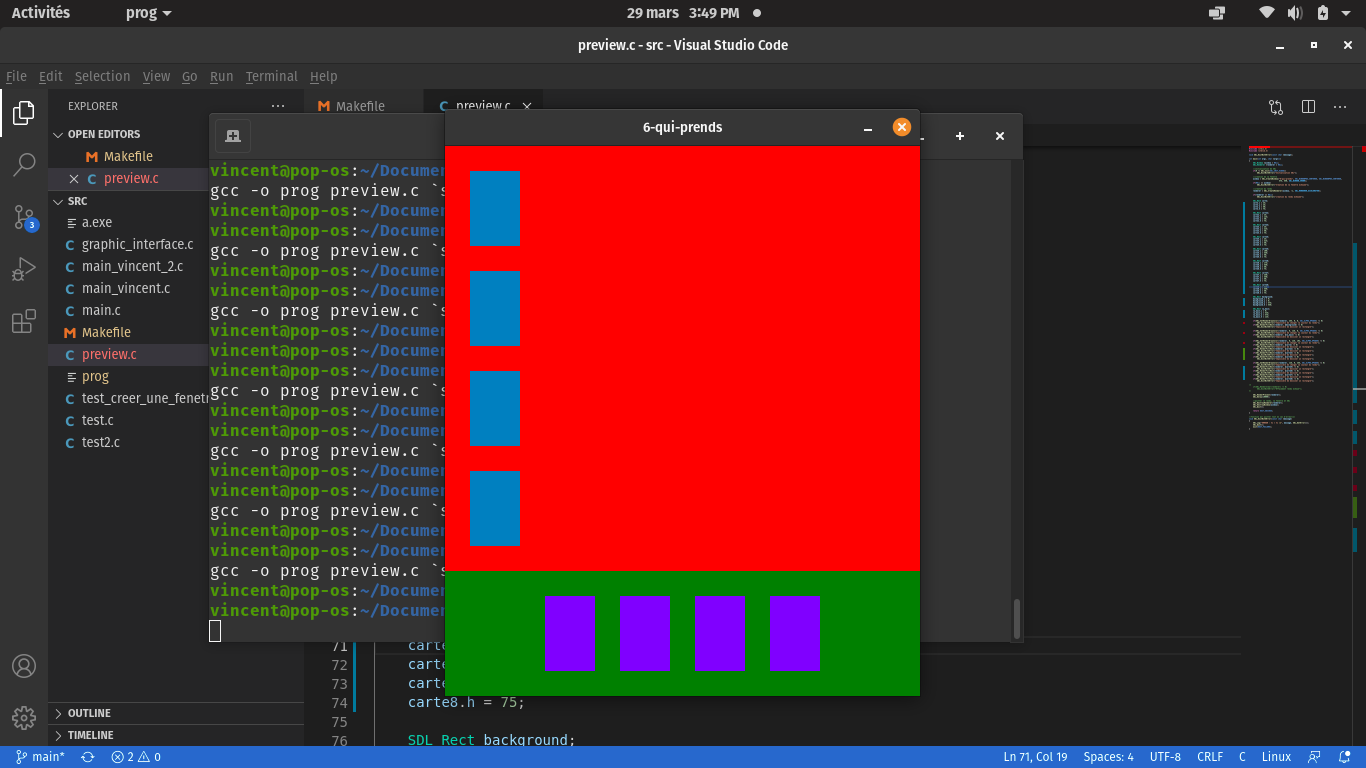 Activités prog 29 mars 3:49 PM
preview.c - src - Visual Studio Code
File Edit Selection View Go Run Terminal Help
EXPLORER
Makefile preview.c
OPEN EDITORS
Makefile
preview.c
SRC
a.exe
graphic_interface.c
main_vincent_2.c
main_vincent.c
main.c
Makefile
preview.c
prog
test_creer_une_fenetr
test.c
test2.c
OUTLINE
TIMELINE
3
6-qui-prends
vincent@pop-os:~/Documen
gcc -o prog preview.c `s
vincent@pop-os:~/Documen
vincent@pop-os:~/Documen
gcc -o prog preview.c `s
vincent@pop-os:~/Documen
vincent@pop-os:~/Documen
gcc -o prog preview.c `s
vincent@pop-os:~/Documen
vincent@pop-os:~/Documen
vincent@pop-os:~/Documen
gcc -o prog preview.c `s
vincent@pop-os:~/Documen
vincent@pop-os:~/Documen
gcc -o prog preview.c `s
vincent@pop-os:~/Documen
vincent@pop-os:~/Documen
gcc -o prog preview.c `s
vincent@pop-os:~/Documen
vincent@pop-os:~/Documen
gcc -o prog preview.c `s
vincent@pop-os:~/Documen
vincent@pop-os:~/Documen
71 carte
72 carte
73 carte
74 carte8.h = 75;
75
76 SDL_Rect background;
main* 2 0 Ln 71, Col 19 Spaces: 4 UTF-8 CRLF C Linux